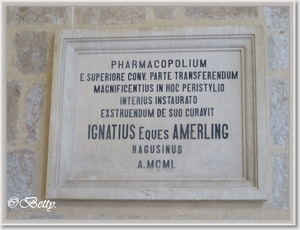 PHARMACOPOLIUM
E SUPERIORE CONV. PARTE TRANSFERENDUM
MAGNIFICENTIUS IN HOC PERISTYLIO
INTERIUS INSTAURATO
EXSTRUENDUM DE SUO CURAVIT
IGNATIUS EQUES AMERLING
RAGUSINUS
A.MCMI.
©Betty.